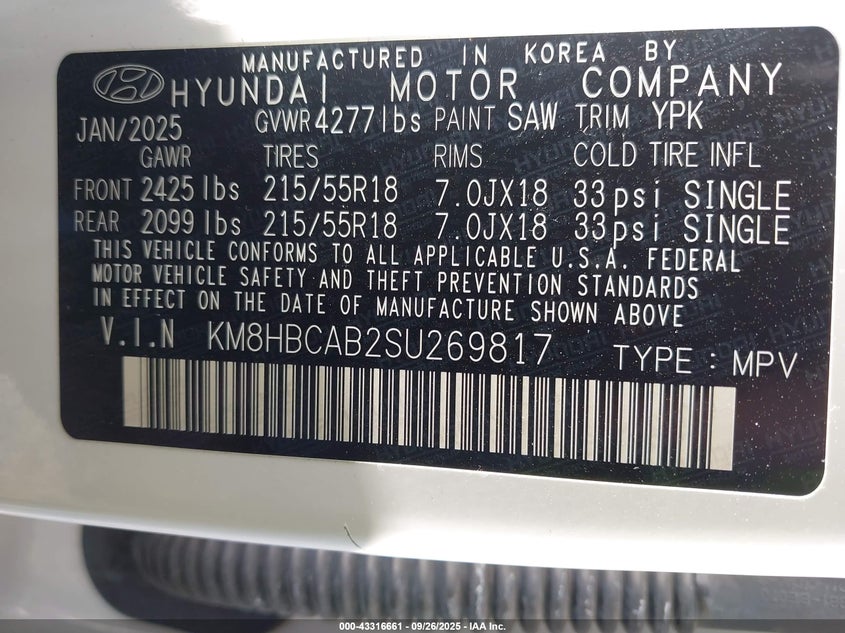 MANUFACTURED IN KOREA BY
HYUNDAI MOTOR COMPANY
JAN/2025 GVWR 4277lbs PAINT SAW TRIM YPK
GAWR TIRES RIMS COLD TIRE INFL
FRONT 2425 lbs 215/55R18 7.0JX18 33psi SINGLE
REAR 2099 lbs 215/55R18 7.0JX18 33psi SINGLE
THIS VEHICLE CONFORMS TO ALL APPLICABLE U.S.A. FEDERAL
MOTOR VEHICLE SAFETY AND THEFT PREVENTION STANDARDS
IN EFFECT ON THE DATE OF MANUFACTURE SHOWN ABOVE
V.I.N KM8HBCAB2SU269817 TYPE : MPV
000-43316661 - 09/26/2025 - IAA Inc.